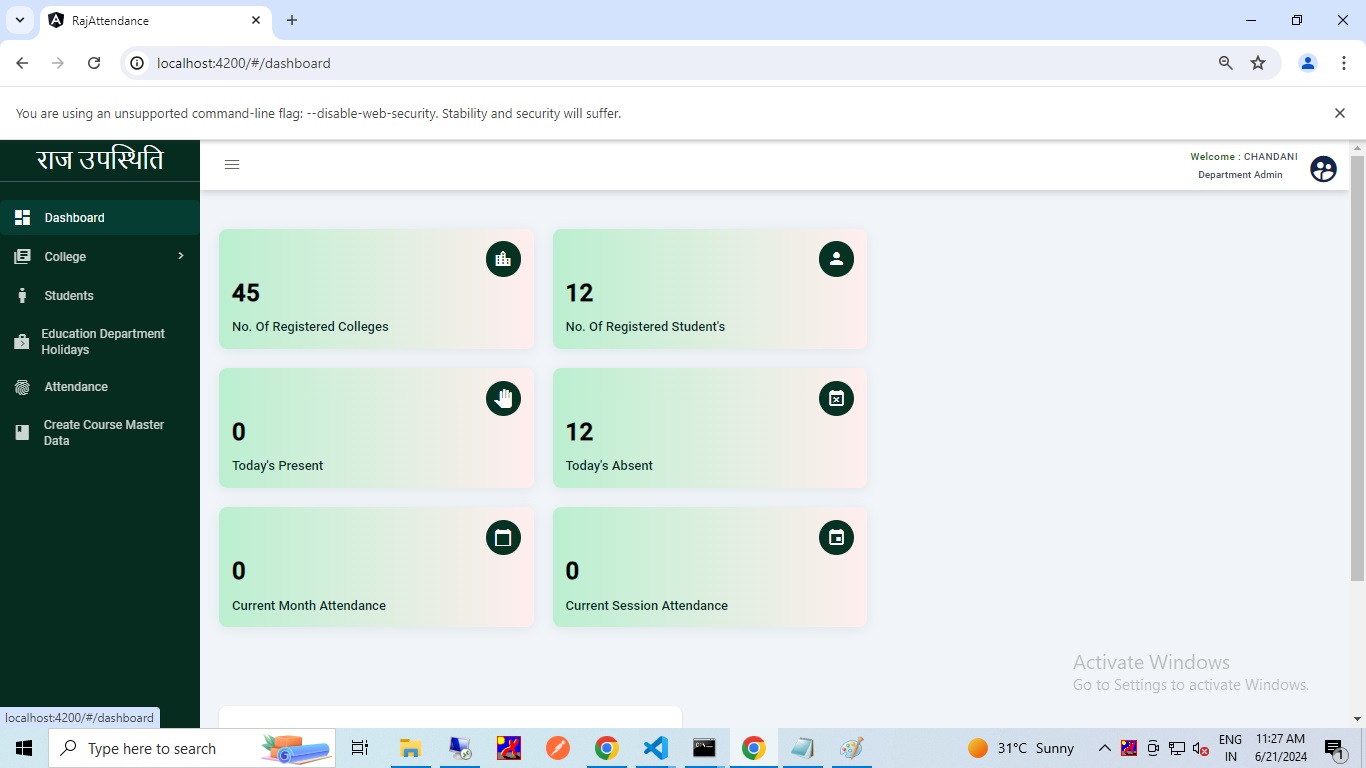 RajAttendance
localhost:4200/#/dashboard
You are using an unsupported command-line flag: --disable-web-security. Stability and security will suffer.
राज उपस्थिति
Welcome : CHANDANI
Department Admin
Dashboard
College
Students
Education Department
Holidays
Attendance
Create Course Master
Data
45
No. Of Registered Colleges
12
No. Of Registered Student's
0
Today's Present
12
Today's Absent
0
Current Month Attendance
0
Current Session Attendance
Activate Windows
Go to Settings to activate Windows.
localhost:4200/#/dashboard
Type here to search
31°C Sunny
ENG
IN
11:27 AM
6/21/2024
1